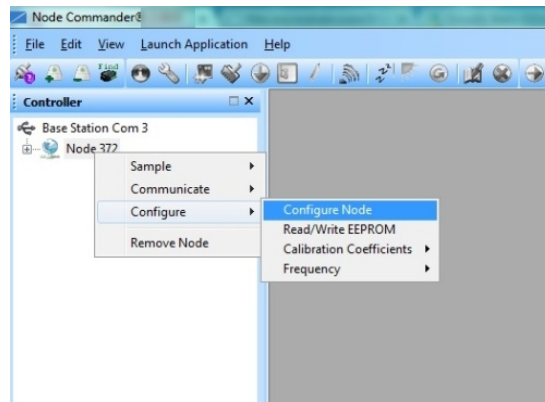 Node Commander®
File Edit View Launch Application Help
Find
Controller
Base Station Com 3
Node 372
Sample
Communicate
Configure
Configure Node
Read/Write EEPROM
Remove Node
Calibration Coefficients
Frequency